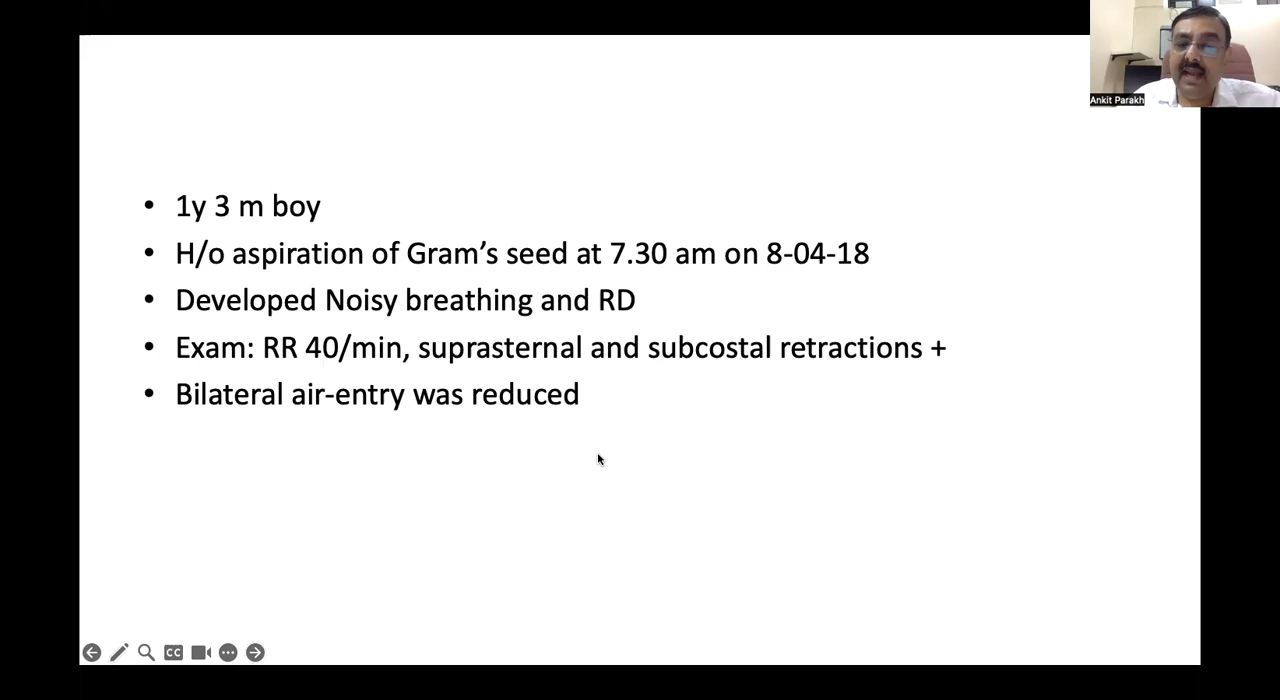 Ankit Parakh
• 1y 3 m boy
• H/o aspiration of Gram’s seed at 7.30 am on 8-04-18
• Developed Noisy breathing and RD
• Exam: RR 40/min, suprasternal and subcostal retractions +
• Bilateral air-entry was reduced
CC